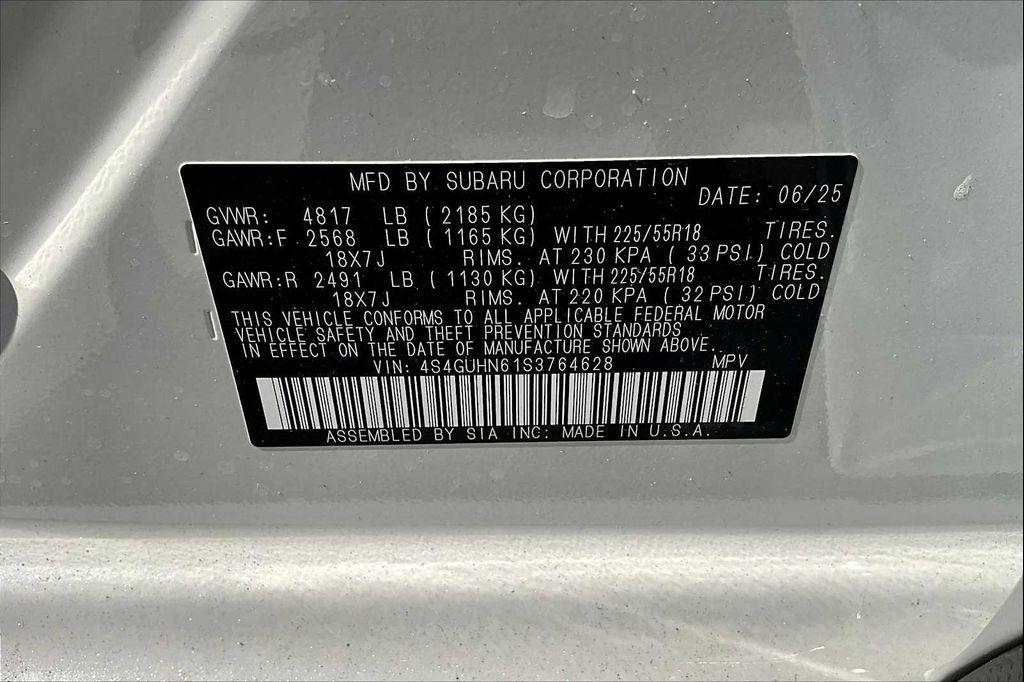 MFD BY SUBARU CORPORATION DATE: 06/25
GVWR: 4817 LB ( 2185 KG)
GAWR:F 2568 LB ( 1165 KG) WITH 225/55R18 TIRES.
18X7J RIMS. AT 230 KPA ( 33 PSI.) COLD
GAWR:R 2491 LB ( 1130 KG) WITH 225/55R18 TIRES.
18X7J RIMS. AT 220 KPA ( 32 PSI.) COLD
THIS VEHICLE CONFORMS TO ALL APPLICABLE FEDERAL MOTOR
VEHICLE SAFETY AND THEFT PREVENTION STANDARDS
IN EFFECT ON THE DATE OF MANUFACTURE SHOWN ABOVE.
VIN: 4S4GUHN61S3764628 MPV
ASSEMBLED BY SIA INC: MADE IN U.S.A.